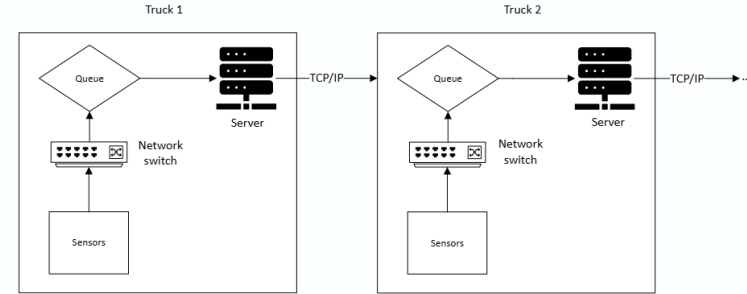 Truck 1
Truck 2
Queue
Server
TCP/IP
Network
switch
Sensors
Queue
Server
TCP/IP
...
Network
switch
Sensors